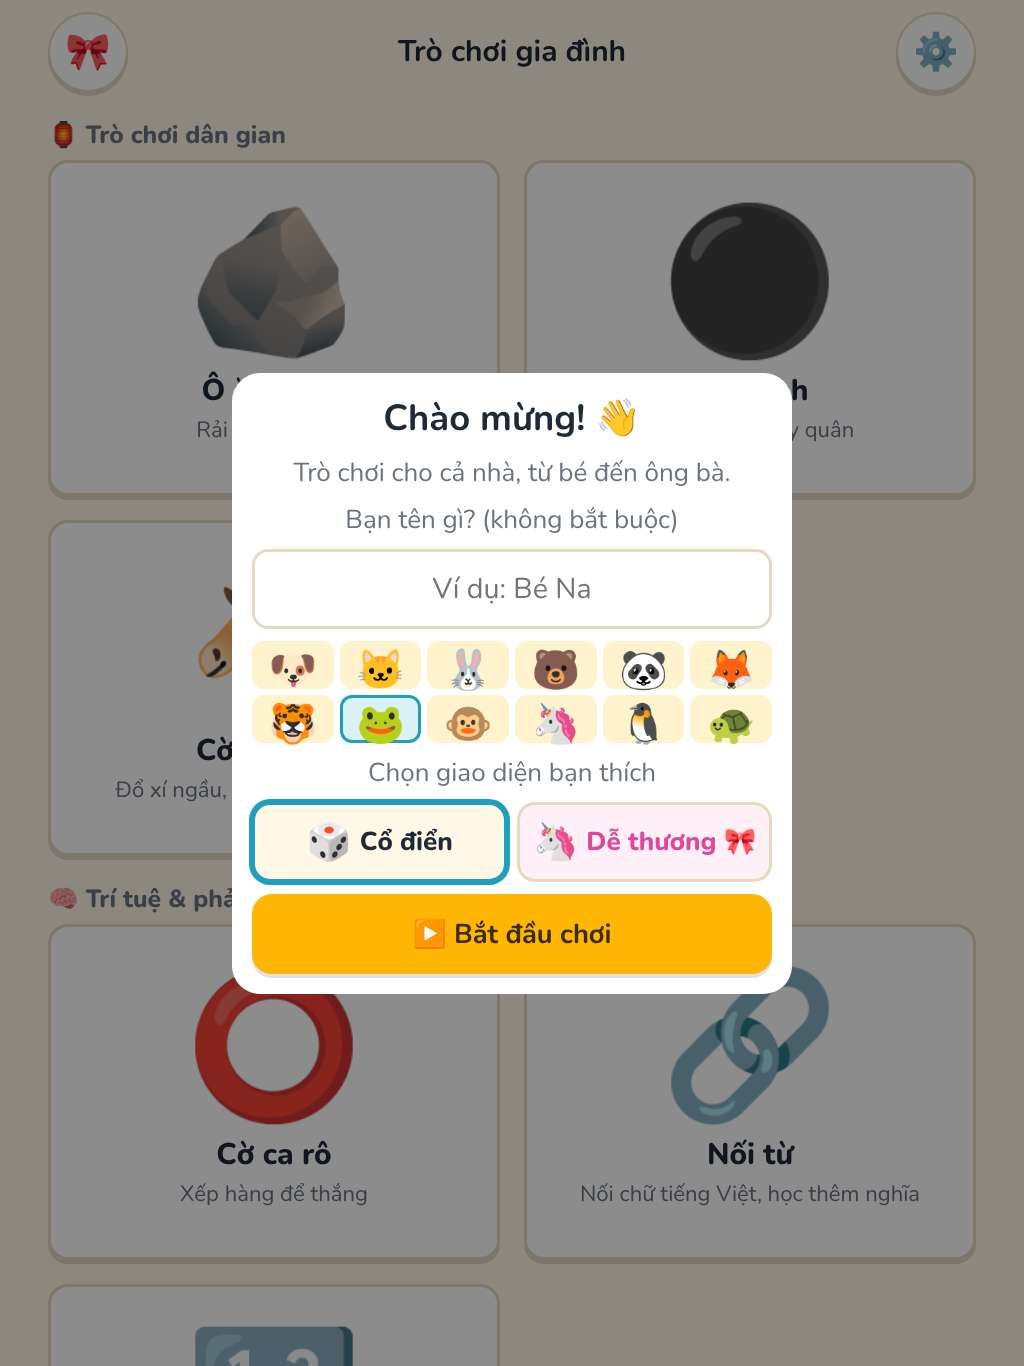 Trò chơi gia đình
Trò chơi dân gian
Ô
h
Rải
quân
Chào mừng!
Trò chơi cho cả nhà, từ bé đến ông bà.
Bạn tên gì? (không bắt buộc)
Ví dụ: Bé Na
Chọn giao diện bạn thích
Cổ điển
Dễ thương
Bắt đầu chơi
Cờ
Đổ xí ngầu,
Trí tuệ &
Cờ ca rô
Xếp hàng để thắng
Nối từ
Nối chữ tiếng Việt, học thêm nghĩa